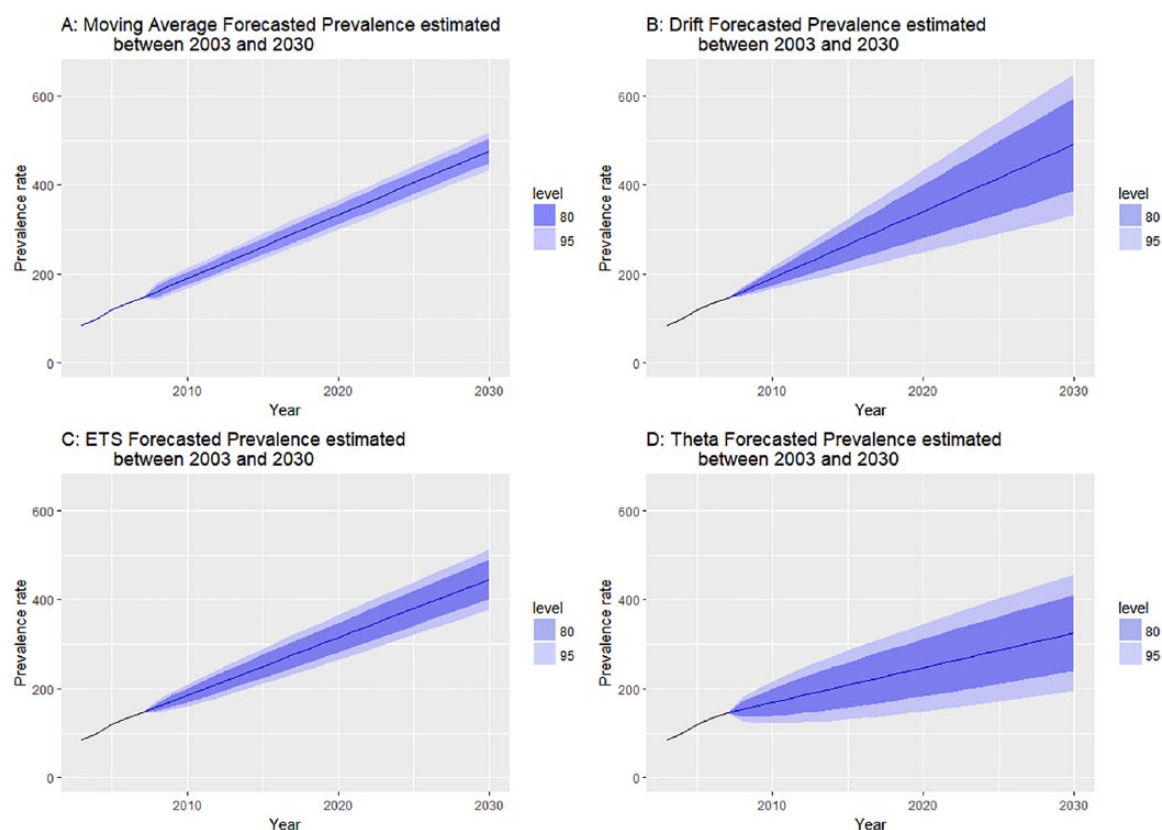 A: Moving Average Forecasted Prevalence estimated
between 2003 and 2030
600
400
200
0
Prevalence rate
2010
2020
2030
Year
level
80
95
B: Drift Forecasted Prevalence estimated
between 2003 and 2030
600
400
200
0
Prevalence rate
2010
2020
2030
Year
level
80
95
C: ETS Forecasted Prevalence estimated
between 2003 and 2030
600
400
200
0
Prevalence rate
2010
2020
2030
Year
level
80
95
D: Theta Forecasted Prevalence estimated
between 2003 and 2030
600
400
200
0
Prevalence rate
2010
2020
2030
Year
level
80
95